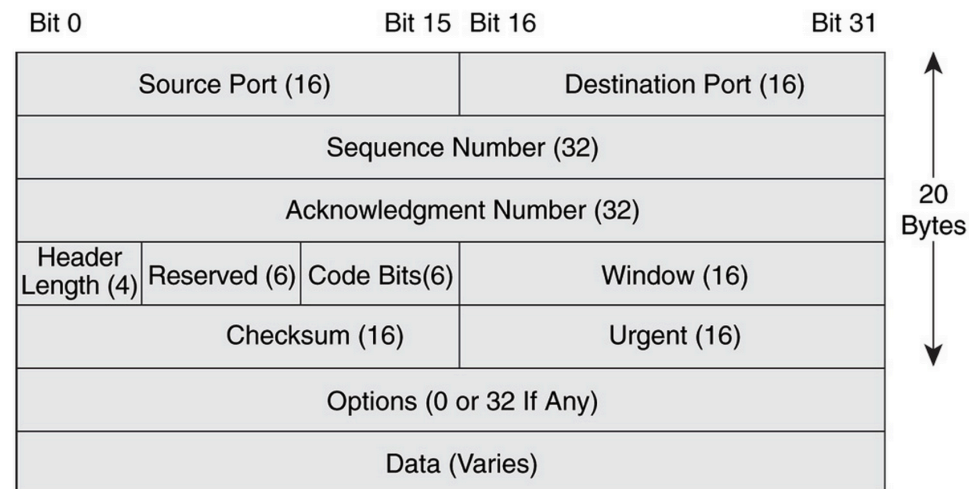 Bit 0 Bit 15 Bit 16 Bit 31
Source Port (16) Destination Port (16)
Sequence Number (32)
Acknowledgment Number (32)
20
Bytes
Header
Length (4) Reserved (6) Code Bits(6) Window (16)
Checksum (16) Urgent (16)
Options (0 or 32 If Any)
Data (Varies)